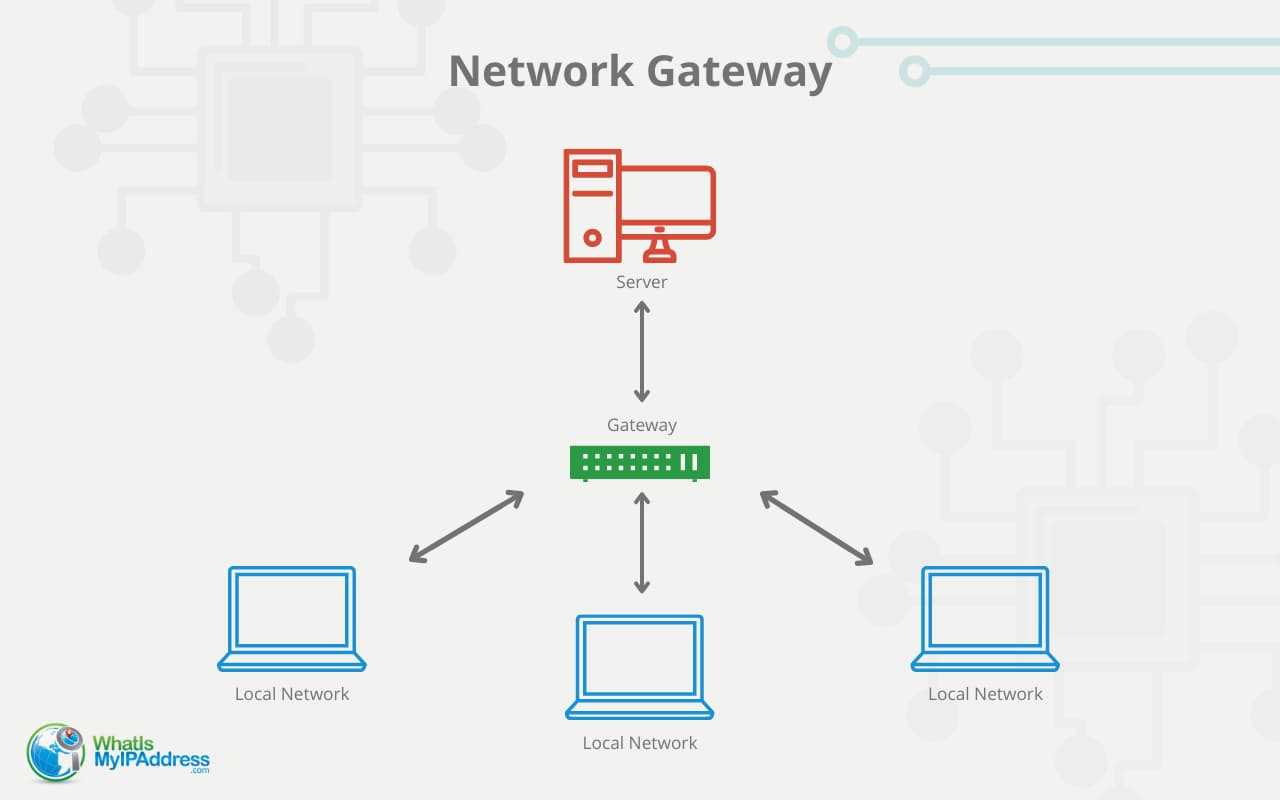 Network Gateway
Server
Gateway
Local Network
Local Network
Local Network
WhatIs
MyIPAddress
.com